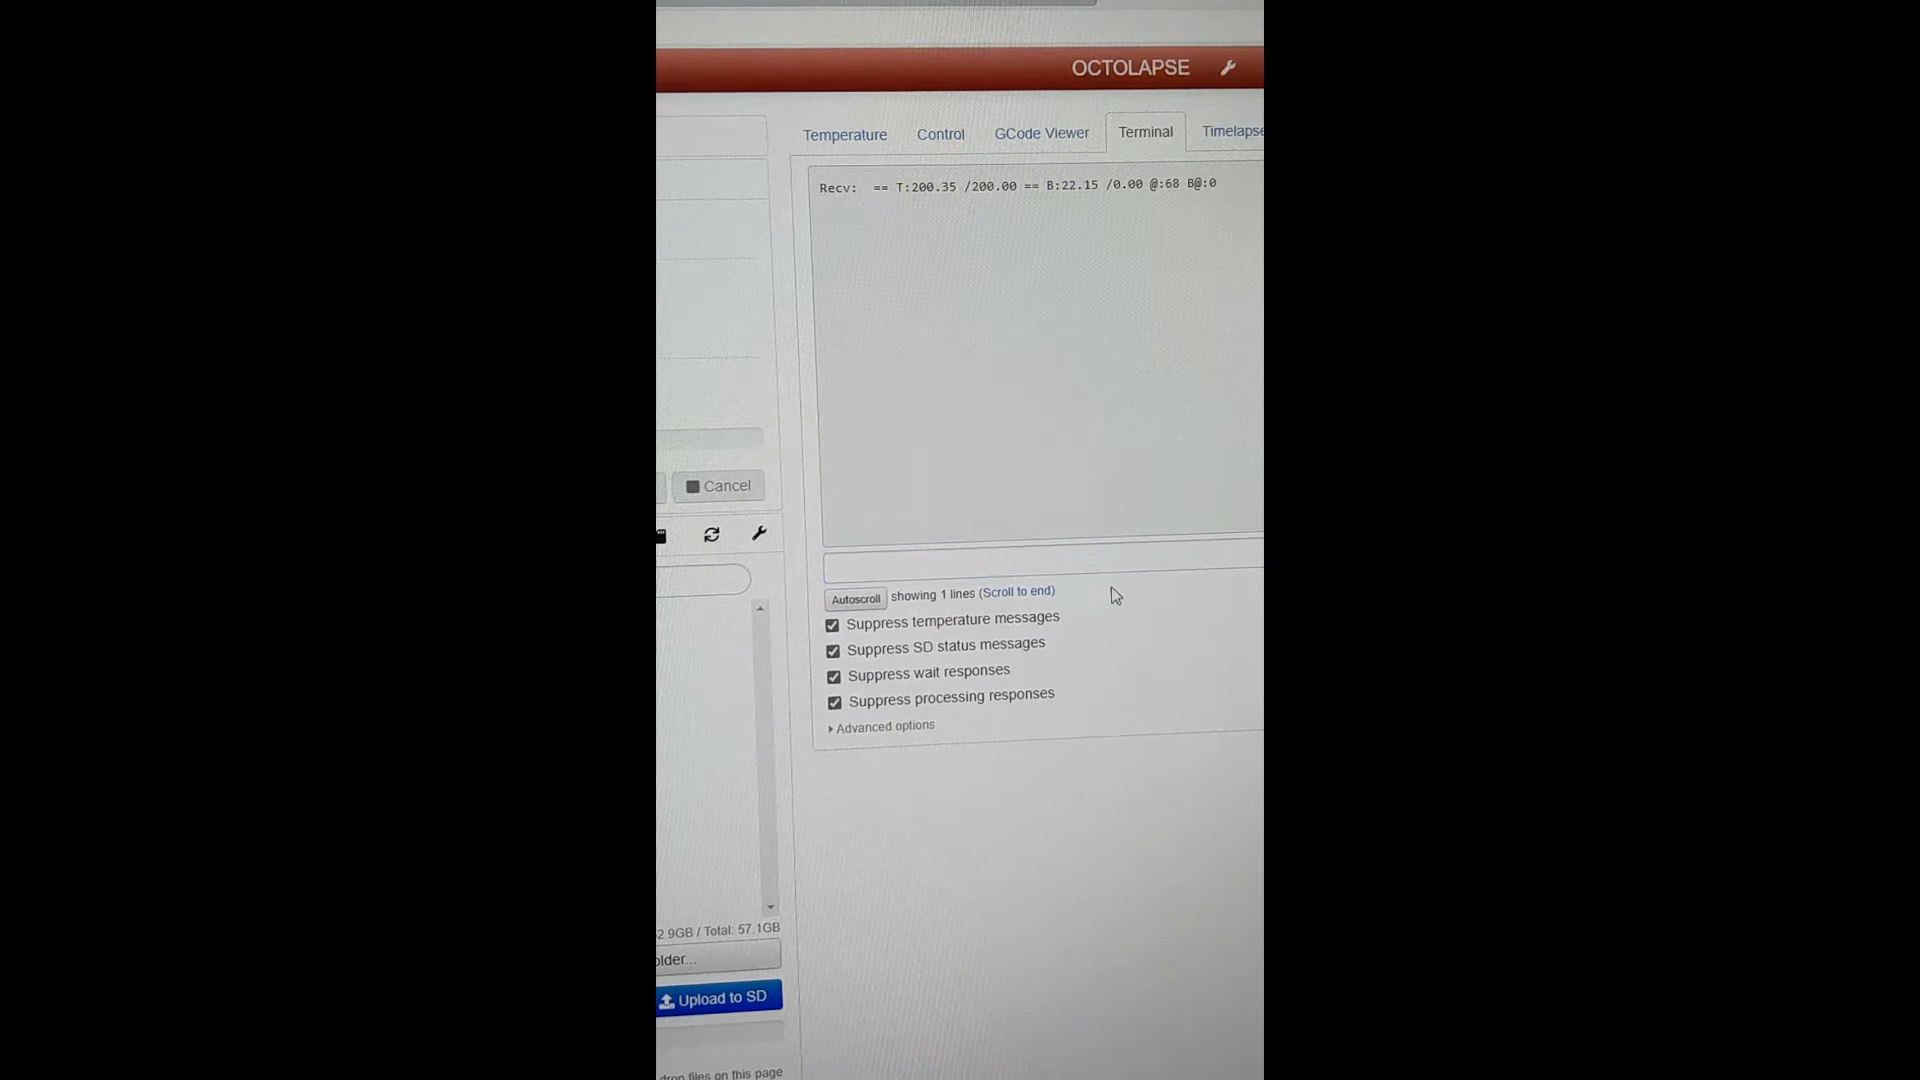 OCTOLAPSE
Temperature Control GCode Viewer Terminal Timelapse
Recv: == T:200.35 /200.00 == B:22.15 /0.00 @:68 B@:0
Cancel
Autoscroll showing 1 lines (Scroll to end)
Suppress temperature messages
Suppress SD status messages
Suppress wait responses
Suppress processing responses
Advanced options
2.9GB / Total: 57.1GB
older...
Upload to SD
drop files on this page